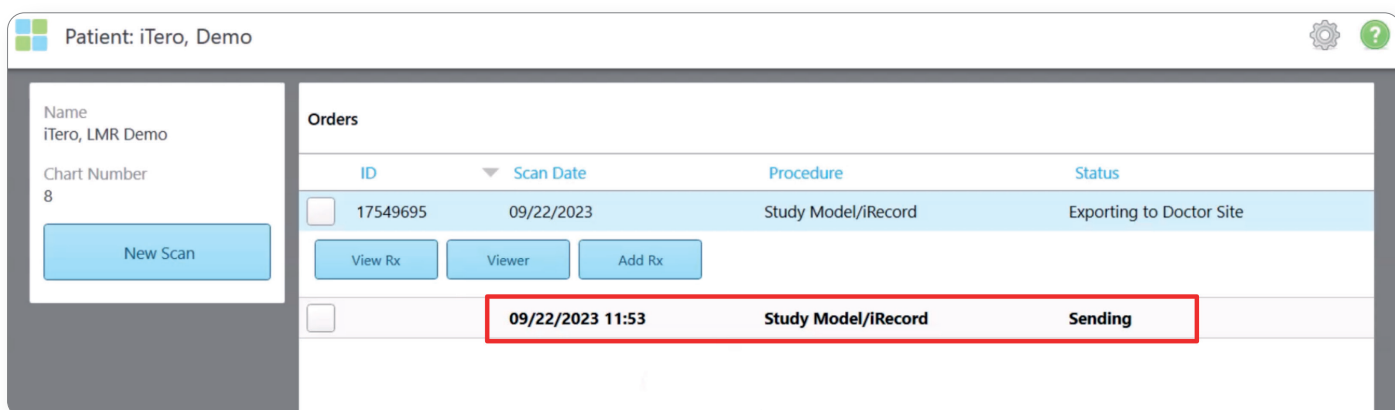 Patient: iTero, Demo
?
Name
iTero, LMR Demo
Chart Number
8
New Scan
Orders
ID Scan Date Procedure Status
17549695 09/22/2023 Study Model/iRecord Exporting to Doctor Site
View Rx Viewer Add Rx
09/22/2023 11:53 Study Model/iRecord Sending